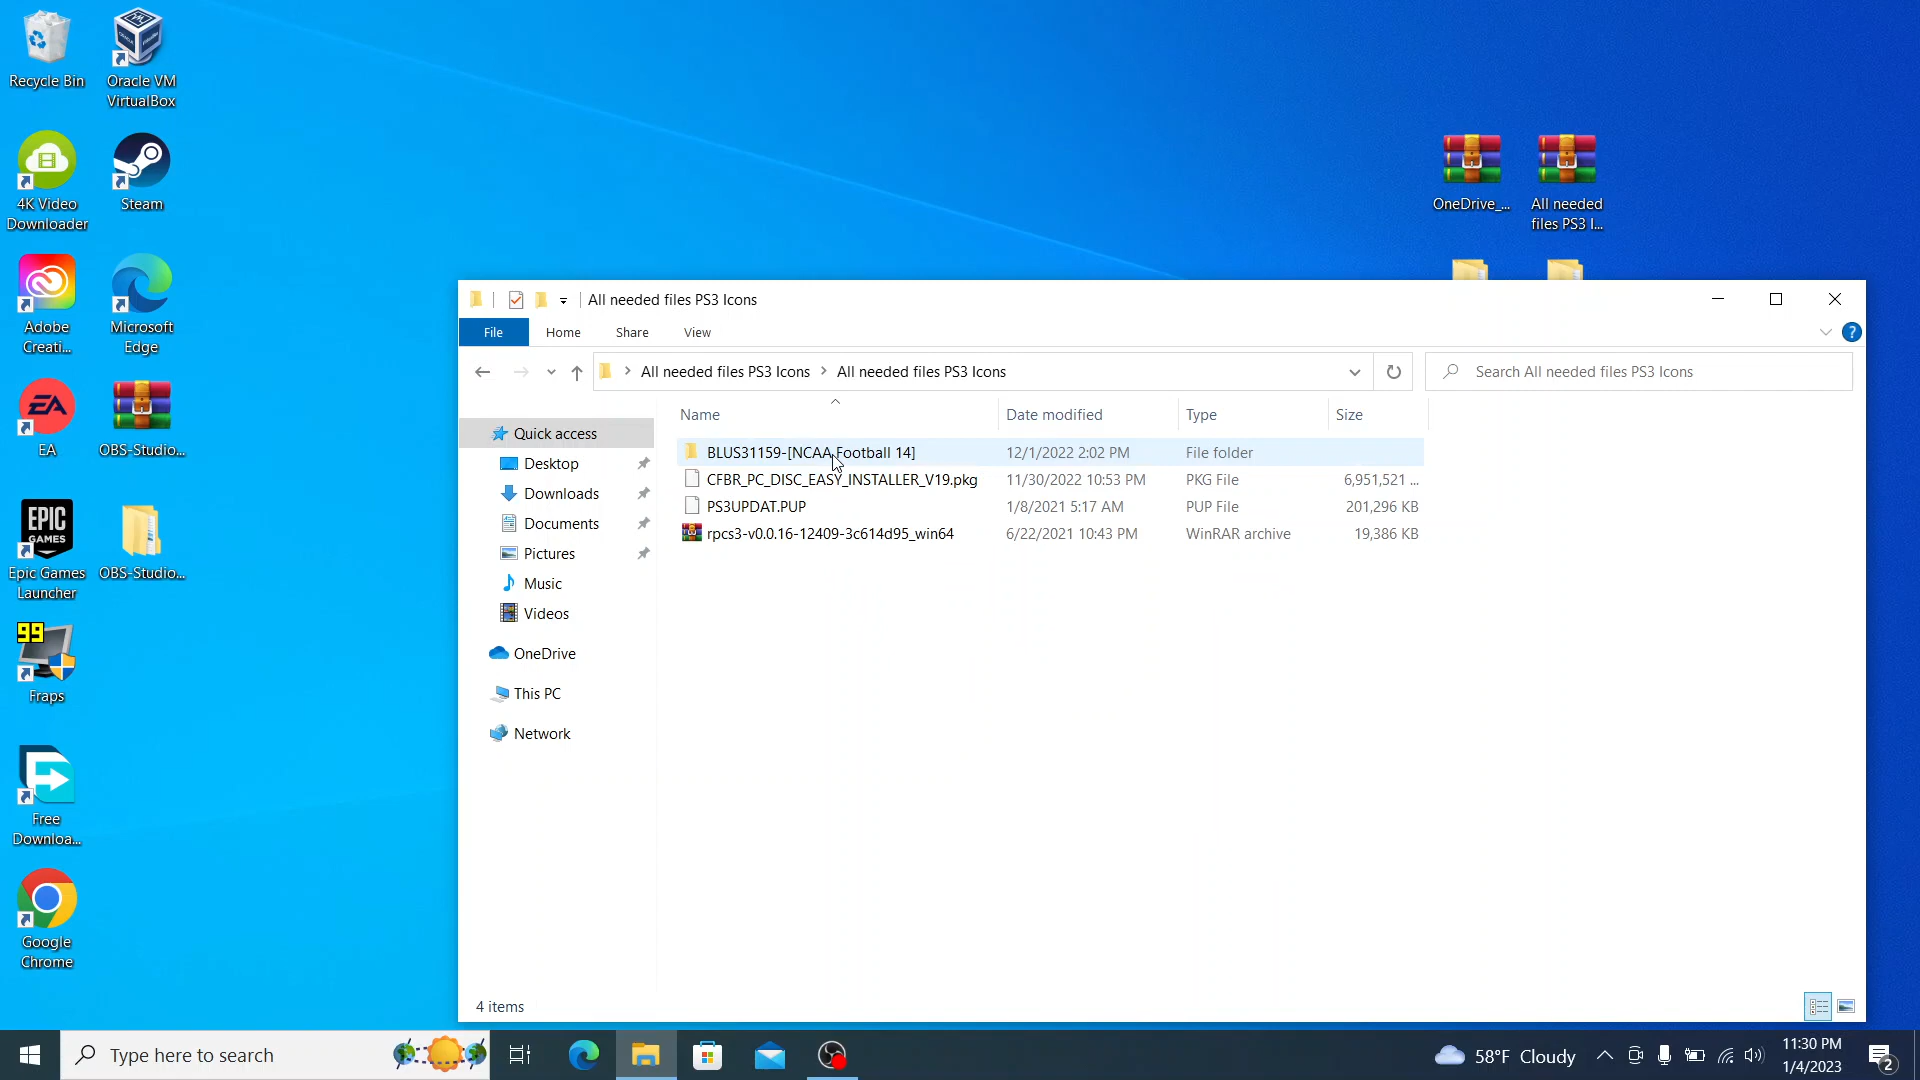 Recycle Bin
Oracle VM
VirtualBox
4K Video
Downloader
Steam
Adobe
Creati...
Microsoft
Edge
EA
EA
OBS-Studio...
EPIC
GAMES
Epic Games
Launcher
OBS-Studio...
99
Fraps
Free
Downloa...
Google
Chrome
OneDrive_...
All needed
files PS3 I...
All needed files PS3 Icons
File
Home
Share
View
?
All needed files PS3 Icons
All needed files PS3 Icons
Search All needed files PS3 Icons
Name
Date modified
Type
Size
BLUS31159-[NCAA Football 14]
12/1/2022 2:02 PM
File folder
CFBR_PC_DISC_EASY_INSTALLER_V19.pkg
11/30/2022 10:53 PM
PKG File
6,951,521 ...
PS3UPDAT.PUP
1/8/2021 5:17 AM
PUP File
201,296 KB
rpcs3-v0.0.16-12409-3c614d95_win64
6/22/2021 10:43 PM
WinRAR archive
19,386 KB
Quick access
Desktop
Downloads
Documents
Pictures
Music
Videos
OneDrive
This PC
Network
4 items
Type here to search
58°F Cloudy
11:30 PM
1/4/2023
2